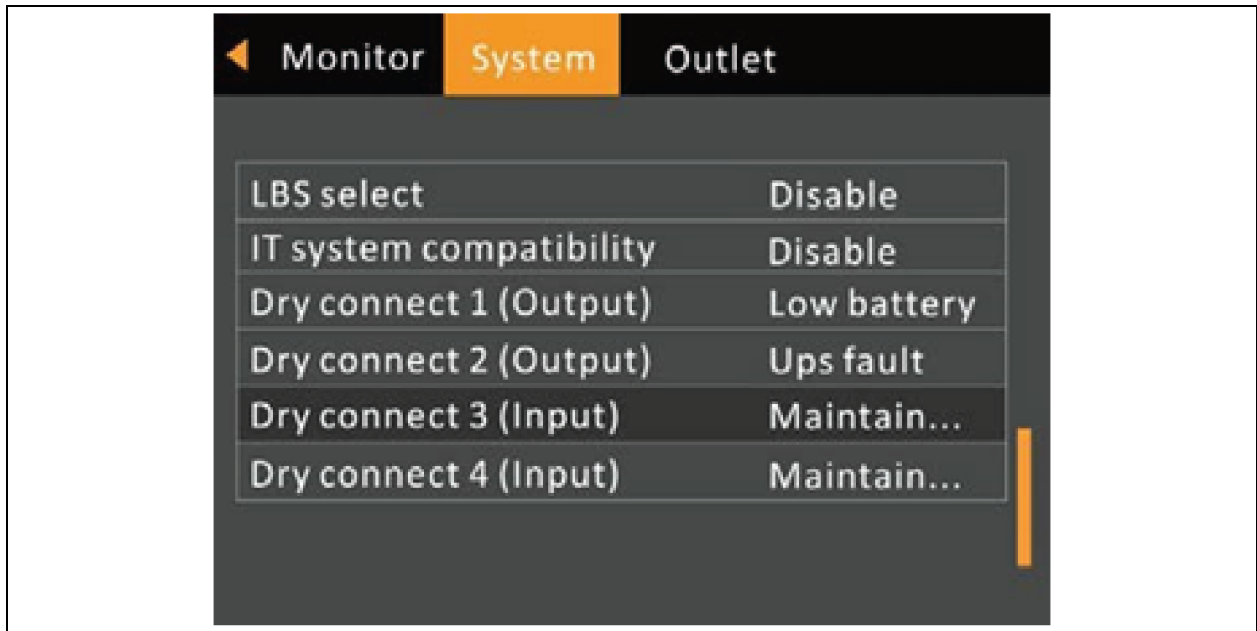 Monitor System Outlet
LBS select Disable
IT system compatibility Disable
Dry connect 1 (Output) Low battery
Dry connect 2 (Output) Ups fault
Dry connect 3 (Input) Maintain...
Dry connect 4 (Input) Maintain...